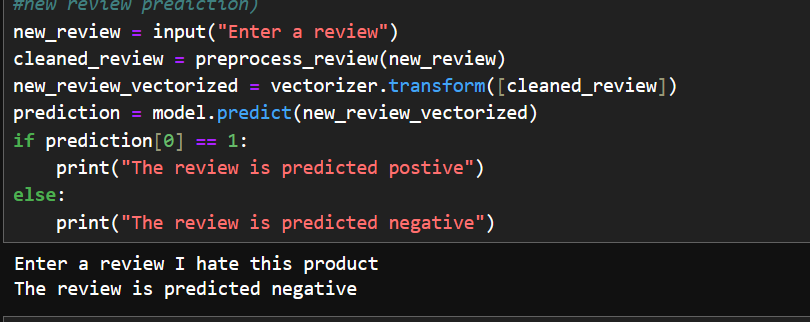 #new review prediction)
new_review = input("Enter a review")
cleaned_review = preprocess_review(new_review)
new_review_vectorized = vectorizer.transform([cleaned_review])
prediction = model.predict(new_review_vectorized)
if prediction[0] == 1:
    print("The review is predicted postive")
else:
    print("The review is predicted negative")
Enter a review I hate this product
The review is predicted negative